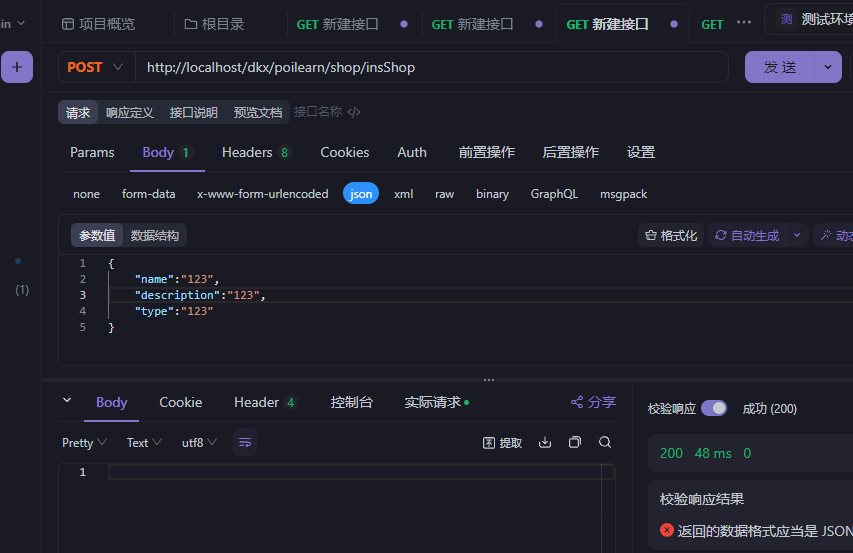 in 项目概览 根目录 GET 新建接口 GET 新建接口 GET 新建接口 GET ··· 测 测试环境
+ POST http://localhost/dkx/poilearn/shop/insShop 发 送
请求 响应定义 接口说明 预览文档 接口名称 </>
Params Body 1 Headers 8 Cookies Auth 前置操作 后置操作 设置
none form-data x-www-form-urlencoded json xml raw binary GraphQL msgpack
参数值 数据结构 格式化 自动生成 动态
1 {
2 "name":"123",
3 "description":"123",
4 "type":"123"
5 }
(1)
Body Cookie Header 4 控制台 实际请求 分享
校验响应 成功 (200)
Pretty Text utf8 提取
200 48 ms 0
1
校验响应结果
返回的数据格式应当是 JSON